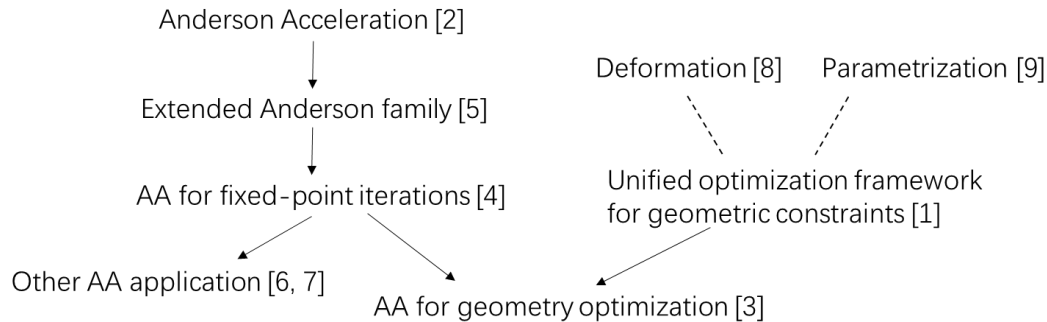 Anderson Acceleration [2]
Deformation [8]
Parametrization [9]
Extended Anderson family [5]
AA for fixed-point iterations [4]
Unified optimization framework
for geometric constraints [1]
Other AA application [6, 7]
AA for geometry optimization [3]